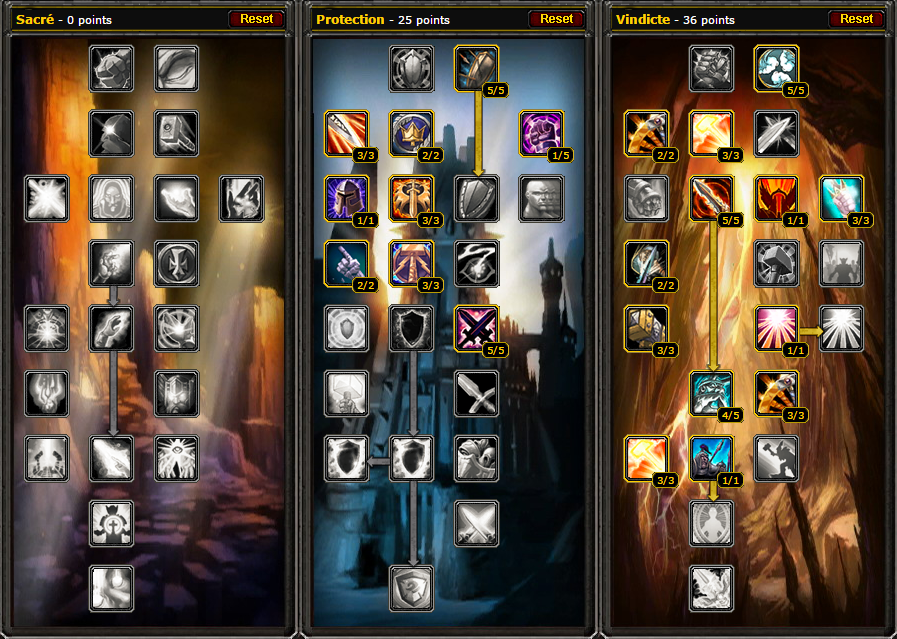 Sacré - 0 points Reset Protection - 25 points Reset Vindicte - 36 points Reset
5/5 5/5
3/3 2/2 1/5 2/2 3/3
1/1 3/3 5/5 1/1 3/3
2/2 3/3 2/2
5/5 3/3 1/1
4/5 3/3
3/3 1/1